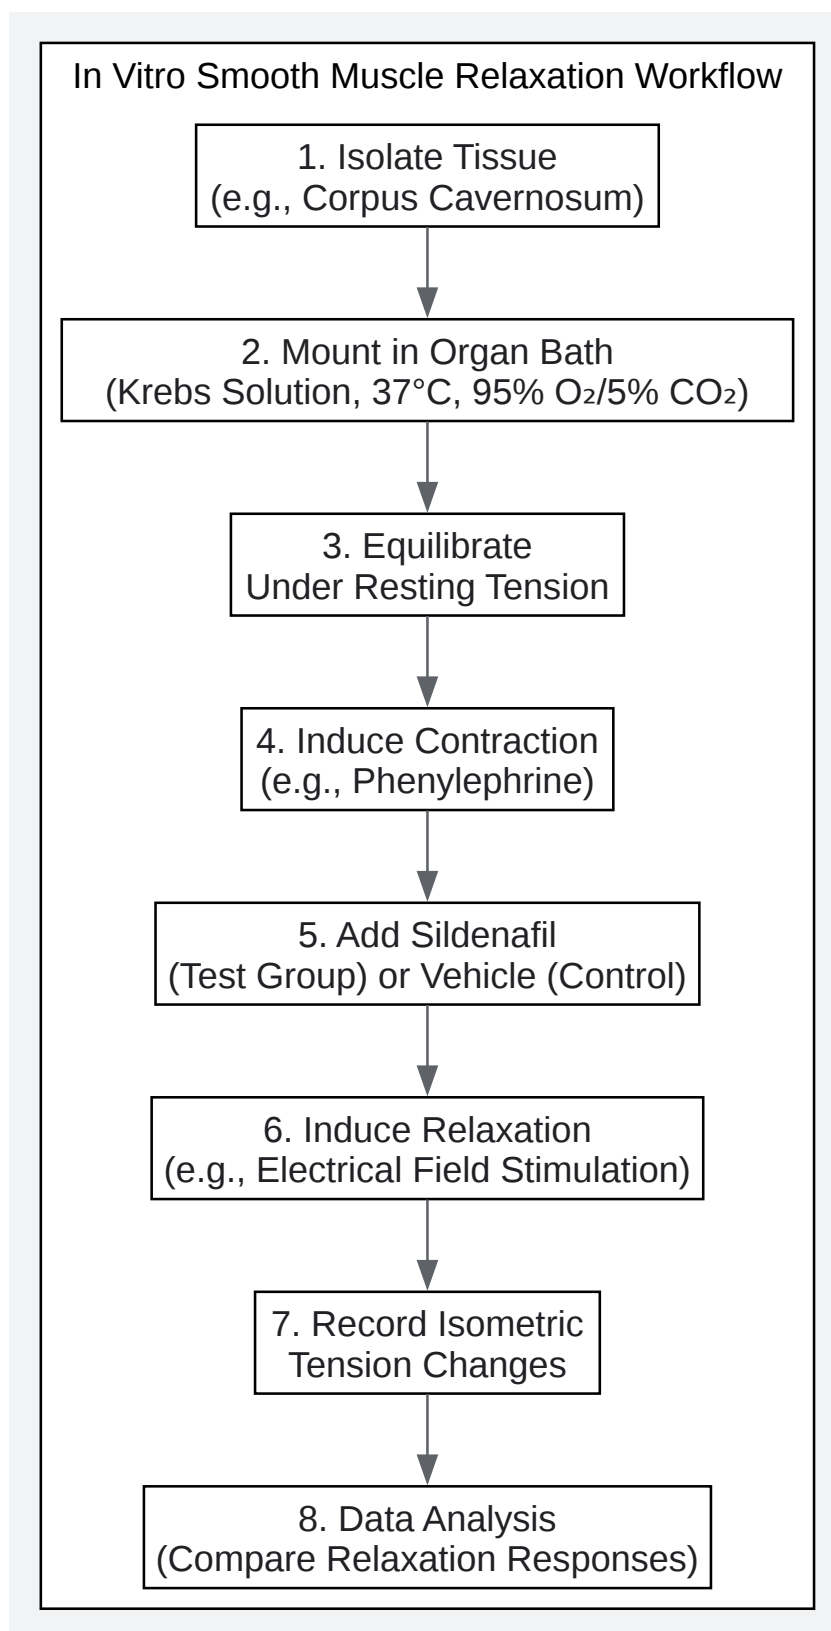 In Vitro Smooth Muscle Relaxation Workflow
1. Isolate Tissue
(e.g., Corpus Cavernosum)
2. Mount in Organ Bath
(Krebs Solution, 37°C, 95% O₂/5% CO₂)
3. Equilibrate
Under Resting Tension
4. Induce Contraction
(e.g., Phenylephrine)
5. Add Sildenafil
(Test Group) or Vehicle (Control)
6. Induce Relaxation
(e.g., Electrical Field Stimulation)
7. Record Isometric
Tension Changes
8. Data Analysis
(Compare Relaxation Responses)